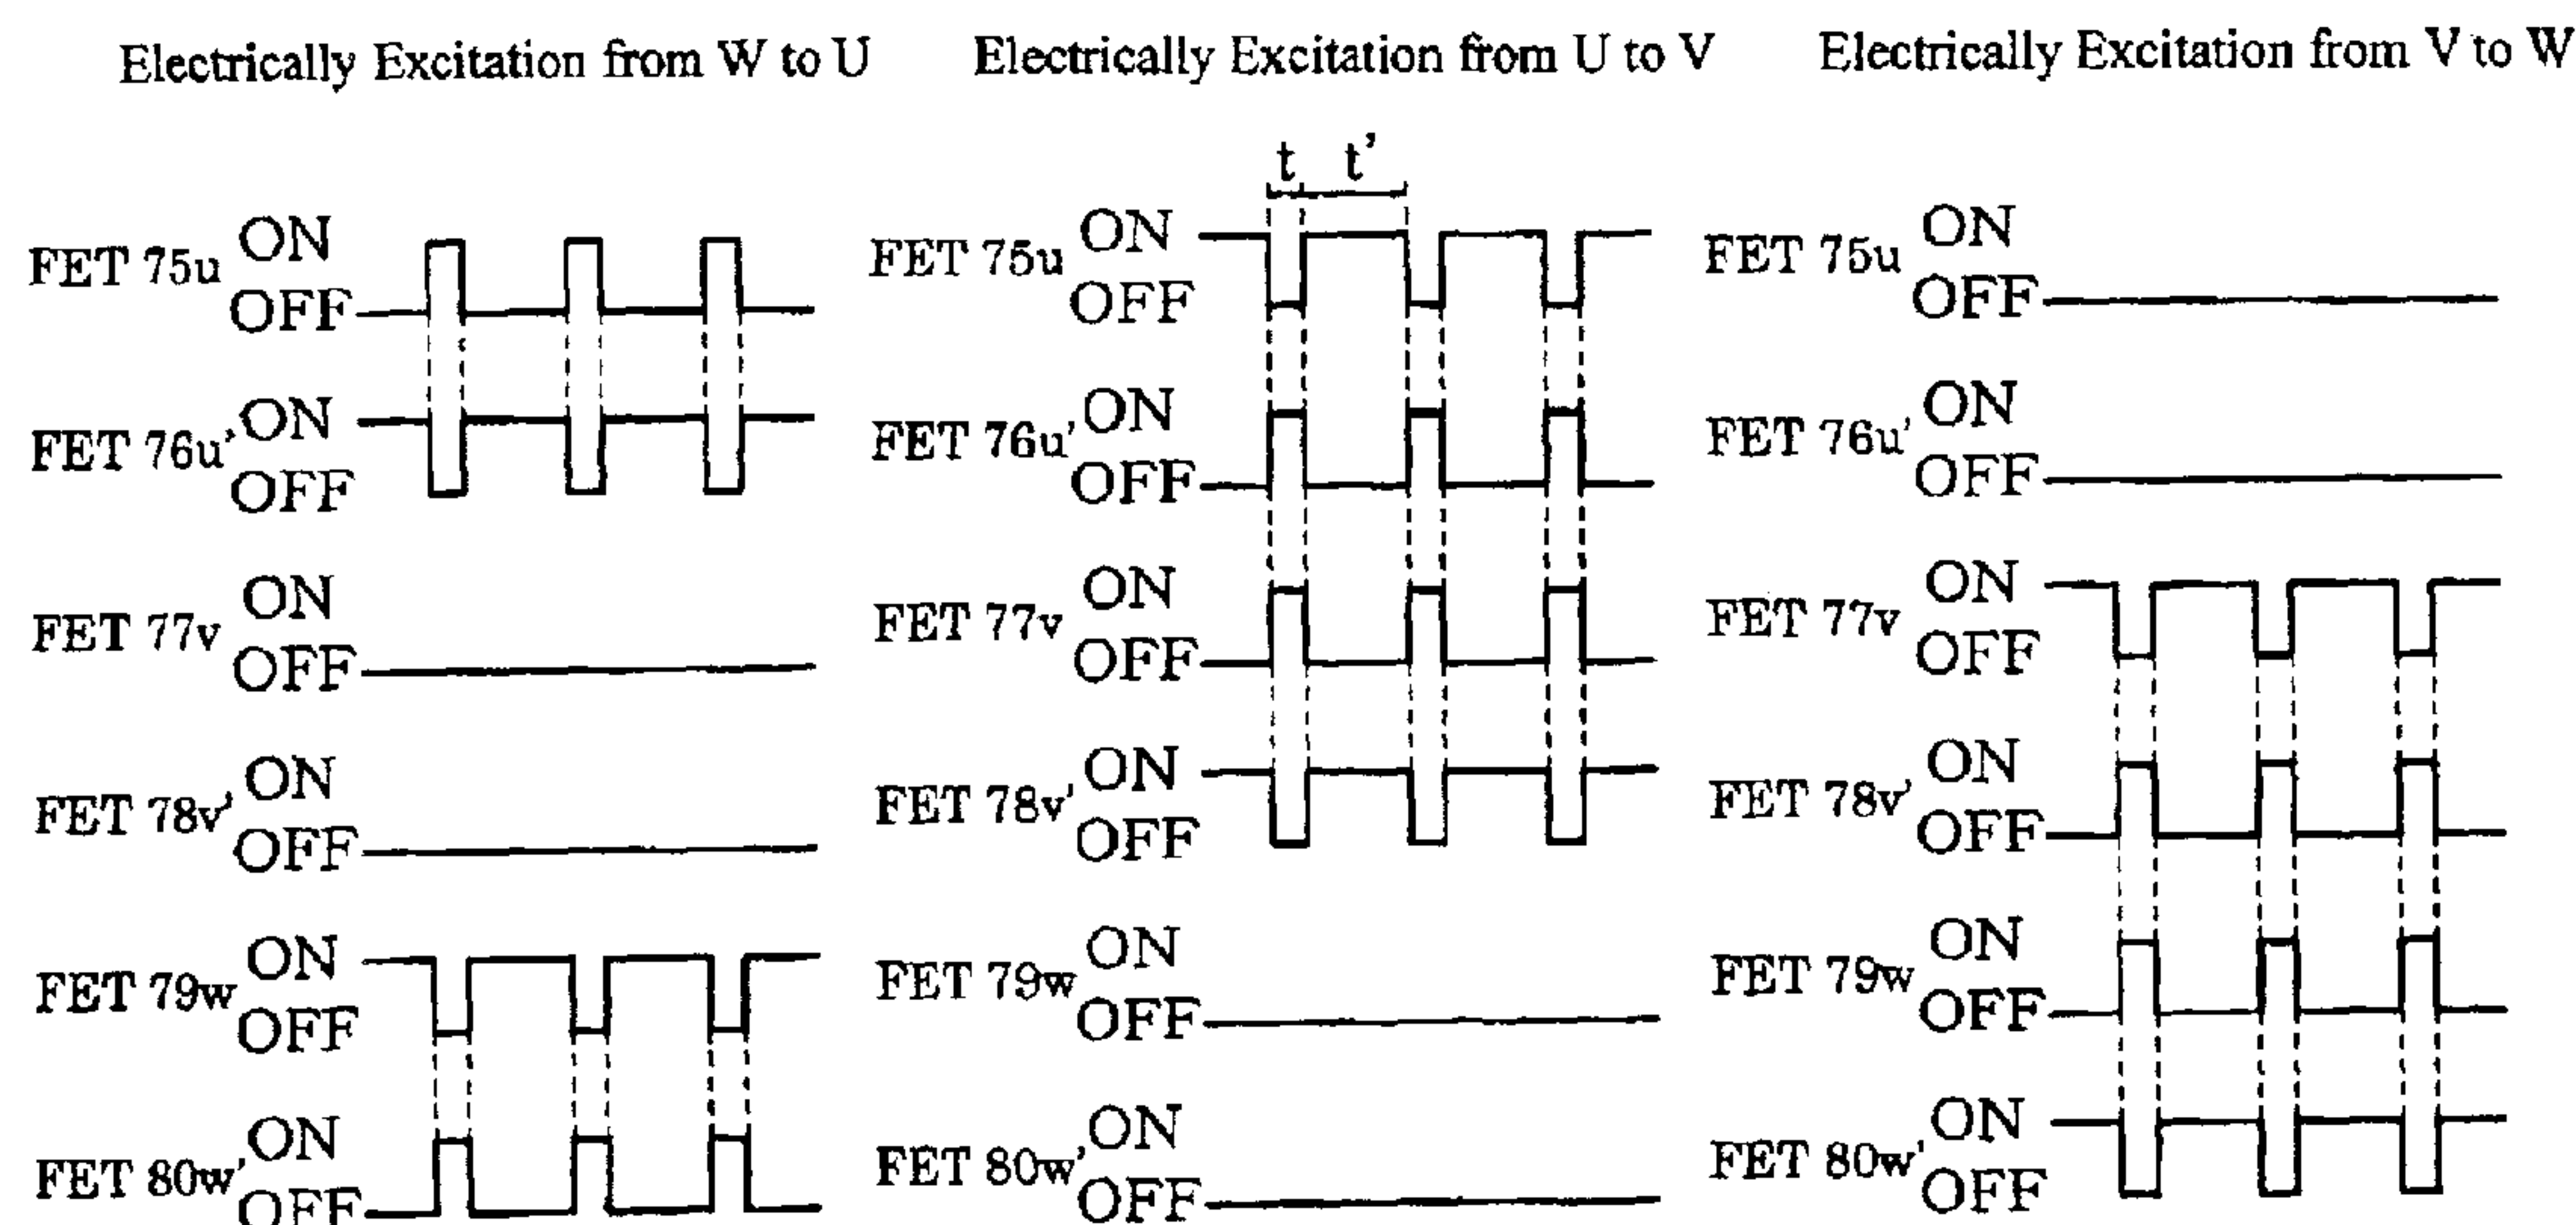 Electrically Excitation from W to U
FET 75u ON
OFF
FET 76u' ON
OFF
FET 77v ON
OFF
FET 78v' ON
OFF
FET 79w ON
OFF
FET 80w' ON
OFF
Electrically Excitation from U to V
t t'
FET 75u ON
OFF
FET 76u' ON
OFF
FET 77v ON
OFF
FET 78v' ON
OFF
FET 79w ON
OFF
FET 80w' ON
OFF
Electrically Excitation from V to W
FET 75u ON
OFF
FET 76u' ON
OFF
FET 77v ON
OFF
FET 78v' ON
OFF
FET 79w ON
OFF
FET 80w' ON
OFF